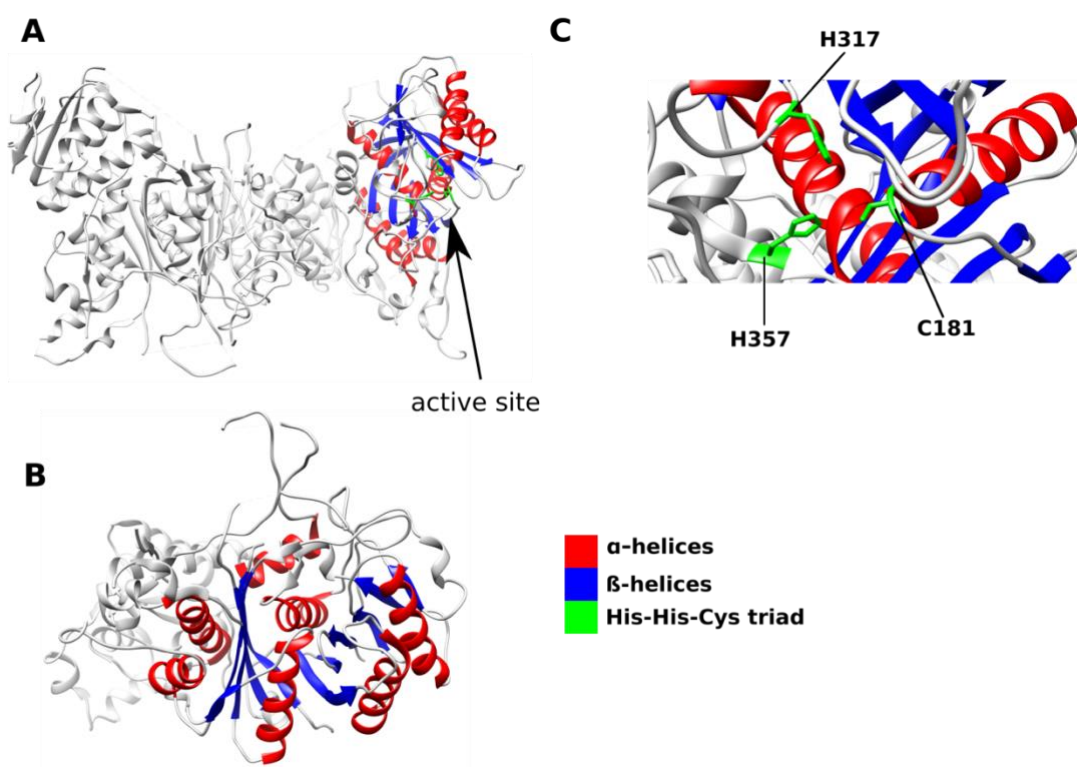 A
C
H317
H357
C181
active site
B
α-helices
ß-helices
His-His-Cys triad